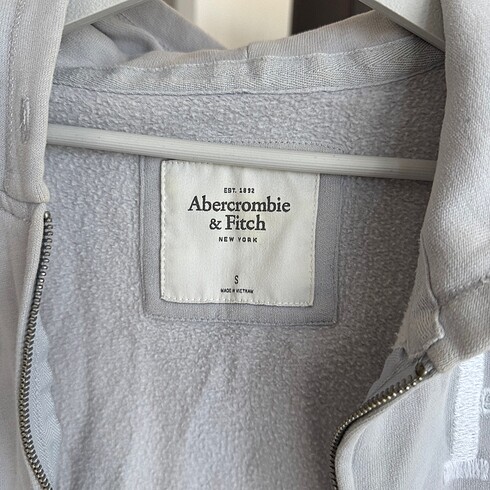 EST. 1892
Abercrombie
& Fitch
NEW YORK
S
MADE IN VIETNAM